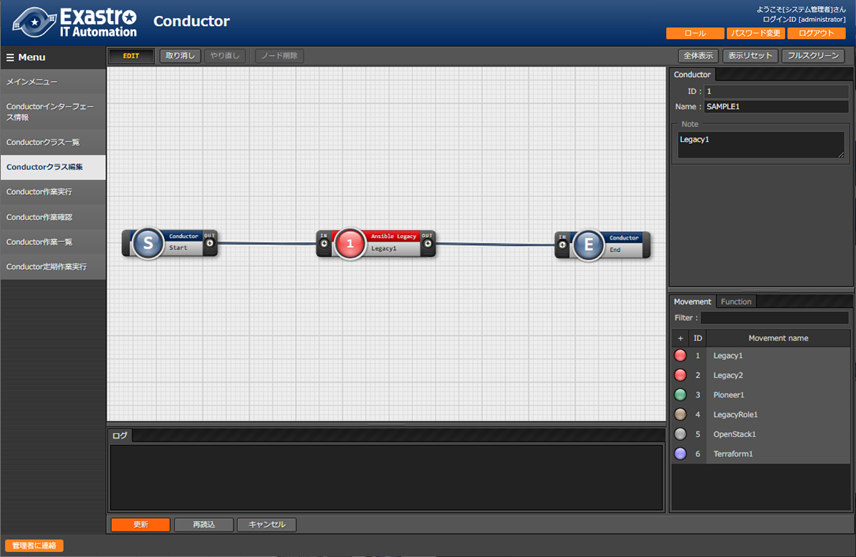 Exastro
IT Automation
Conductor
ようこそ[システム管理者]さん
ログインID [administrator]
ロール
パスワード変更
ログアウト
Menu
メインメニュー
Conductorインターフェー
ス情報
Conductorクラス一覧
Conductorクラス編集
Conductor作業実行
Conductor作業確認
Conductor作業一覧
Conductor定期作業実行
EDIT
取り消し
やり直し
ノード削除
全体表示
表示リセット
フルスクリーン
S
Conductor
Start
OUT
IN
1
Ansible Legacy
Legacy1
OUT
IN
E
Conductor
End
Conductor
ID : 1
Name : SAMPLE1
Note
Legacy1
Movement
Function
Filter :
+ ID Movement name
1 Legacy1
2 Legacy2
3 Pioneer1
4 LegacyRole1
5 OpenStack1
6 Terraform1
ログ
更新
再読込
キャンセル
管理者に連絡